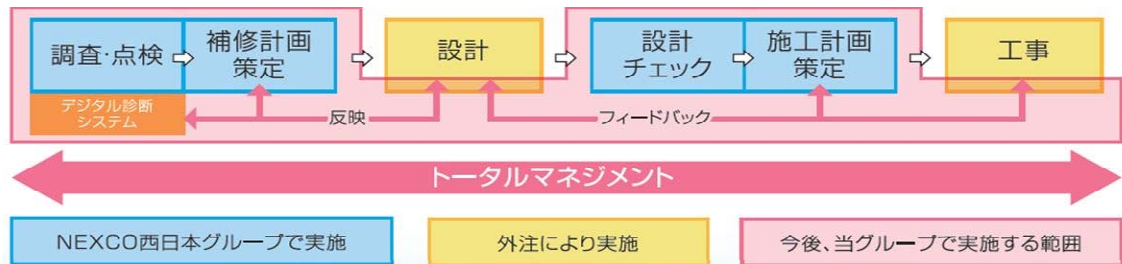 調査・点検
補修計画
策定
設計
設計
チェック
施工計画
策定
工事
デジタル診断
システム
反映
フィードバック
トータルマネジメント
NEXCO西日本グループで実施
外注により実施
今後、当グループで実施する範囲